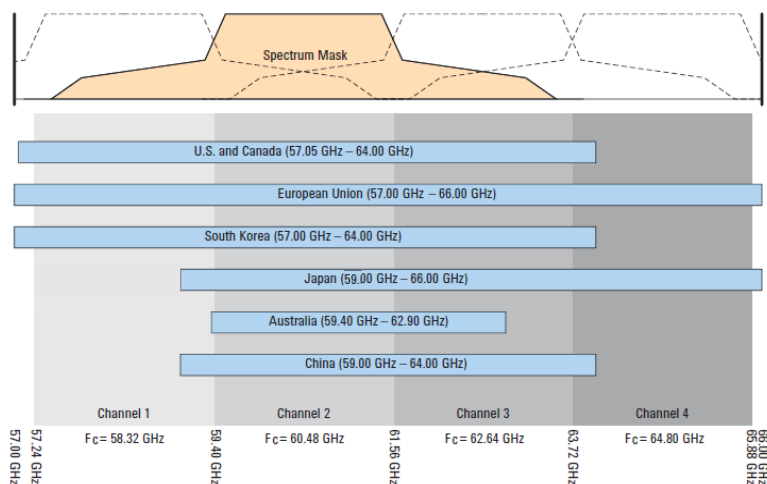 Spectrum Mask
U.S. and Canada (57.05 GHz – 64.00 GHz)
European Union (57.00 GHz – 66.00 GHz)
South Korea (57.00 GHz – 64.00 GHz)
Japan (59.00 GHz – 66.00 GHz)
Australia (59.40 GHz – 62.90 GHz)
China (59.00 GHz – 64.00 GHz)
Channel 1 Channel 2 Channel 3 Channel 4
Fc= 58.32 GHz Fc= 60.48 GHz Fc= 62.64 GHz Fc= 64.80 GHz
57.00 GHz
57.24 GHz
59.40 GHz
61.56 GHz
63.72 GHz
65.88 GHz
66.00 GHz